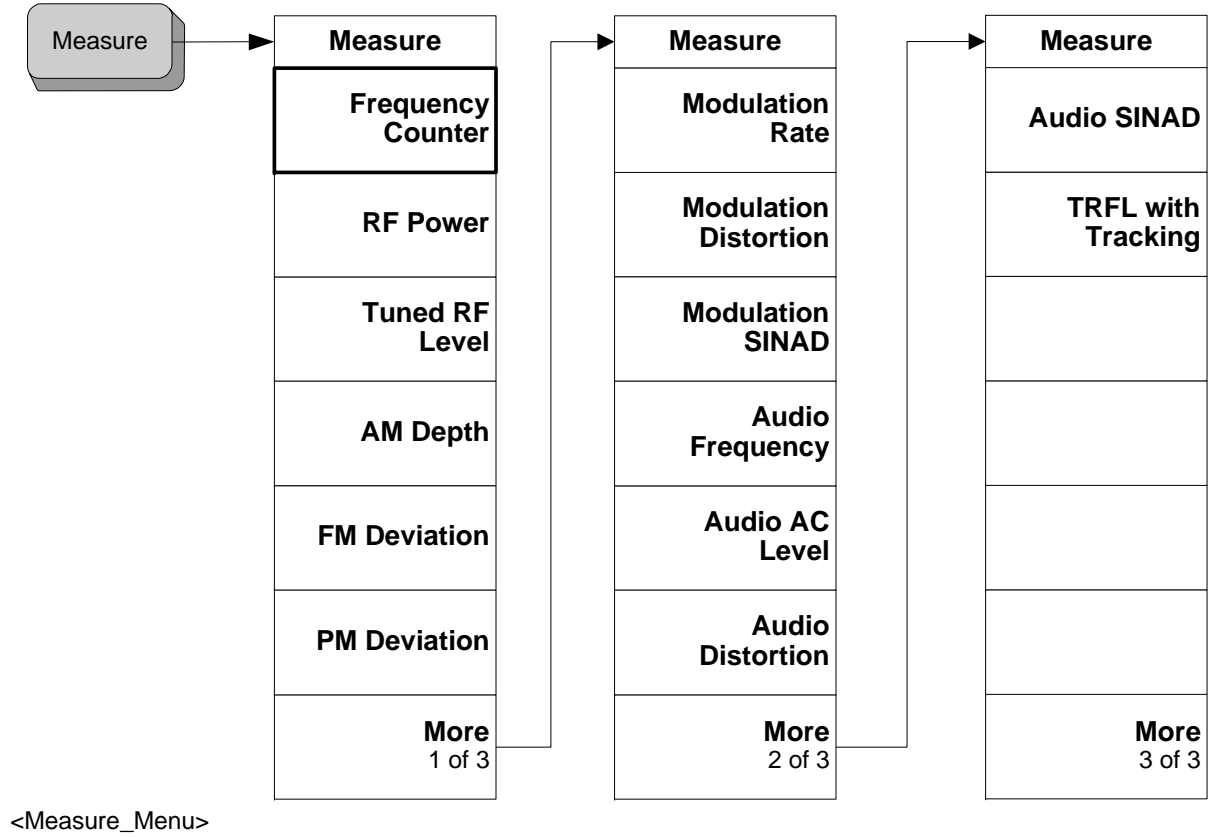 Measure
Measure
Frequency
Counter
RF Power
Tuned RF
Level
AM Depth
FM Deviation
PM Deviation
More
1 of 3
Measure
Modulation
Rate
Modulation
Distortion
Modulation
SINAD
Audio
Frequency
Audio AC
Level
Audio
Distortion
More
2 of 3
Measure
Audio SINAD
TRFL with
Tracking
More
3 of 3
<Measure_Menu>